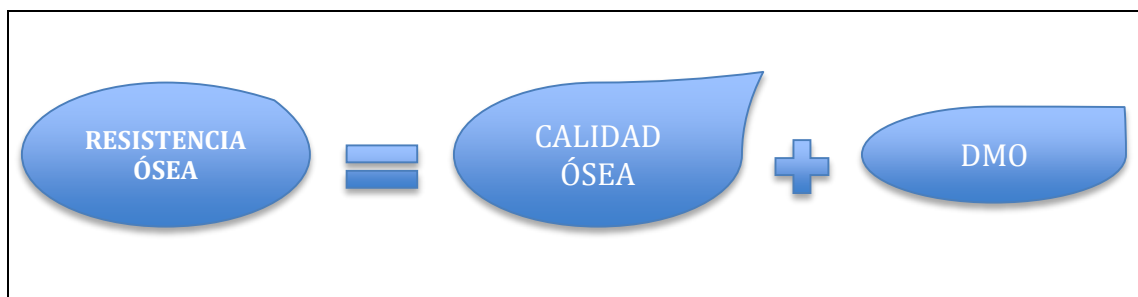 RESISTENCIA
ÓSEA
CALIDAD
ÓSEA
DMO